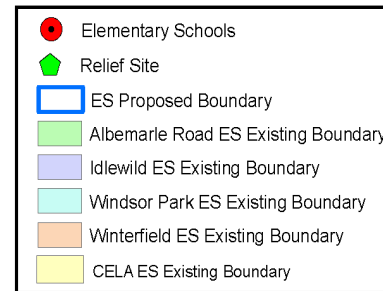 Elementary Schools
Relief Site
ES Proposed Boundary
Albemarle Road ES Existing Boundary
Idlewild ES Existing Boundary
Windsor Park ES Existing Boundary
Winterfield ES Existing Boundary
CELA ES Existing Boundary